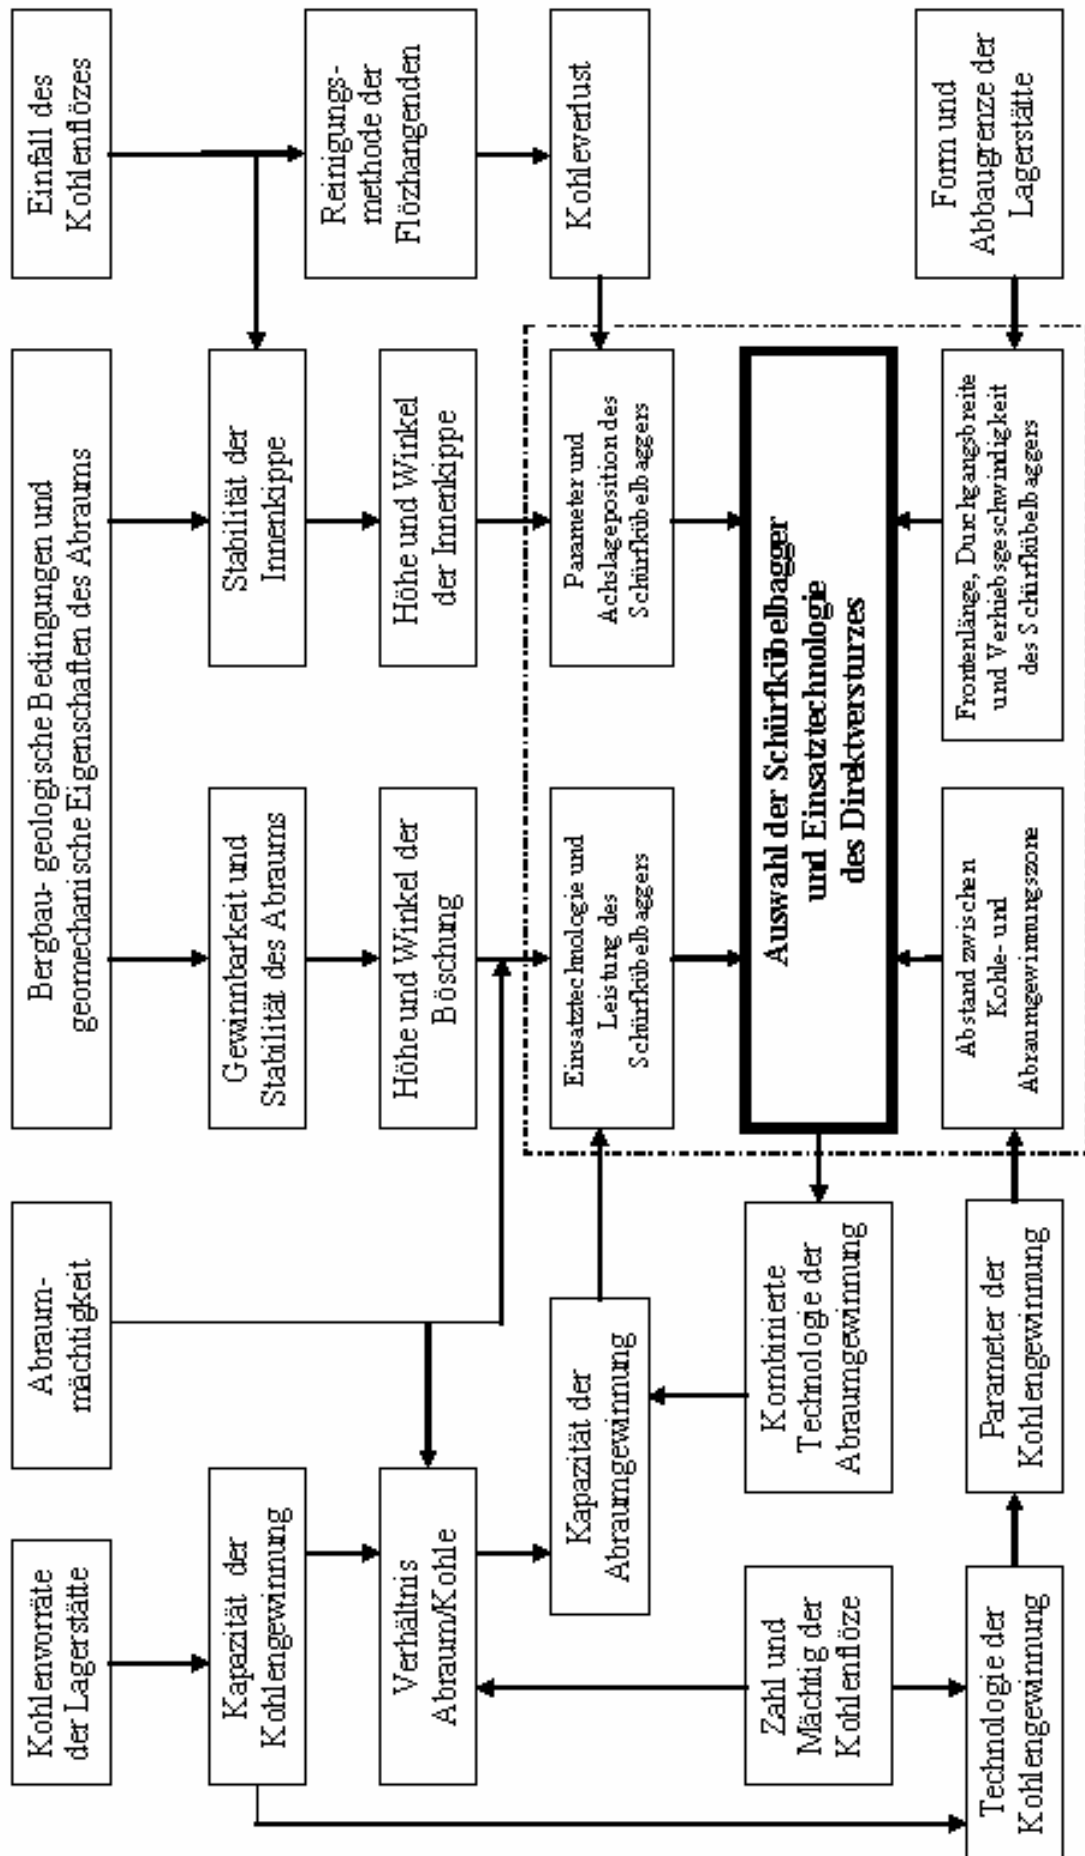 Kohlenvorräte
der Lagerstätte
Abraum-
mächtigkeit
Bergbau- geologische Bedingungen und
geomechanische Eigenschaften des Abraums
Einfall des
Kohlenflözes
Kapazität der
Kohlengewinnung
Gewinnbarkeit und
Stabilität des Abraums
Stabilität der
Innenkippe
Reinigungs-
methode der
Flözhangenden
Verhältnis
Abraum/Kohle
Höhe und Winkel der
Böschung
Höhe und Winkel
der Innenkippe
Kapazität der
Abraumgewinnung
Einsatztechnologie und
Leistung des
Schürfkübelbaggers
Parameter und
Achslageposition des
Schürfkübelbaggers
Kohleverlust
Zahl und
Mächtig der
Kohlenflöze
Kombinierte
Technologie der
Abraumgewinnung
Auswahl der Schürfkübelbagger
und Einsatztechnologie
des Direktversturzes
Technologie der
Kohlengewinnung
Parameter der
Kohlengewinnung
Abstand zwischen
Kohle- und
Abraumgewinnungszone
Frontenlänge, Durchgangsbreite
und Verhiebsgeschwindigkeit
des Schürfkübelbaggers
Form und
Abbaugrenze der
Lagerstätte